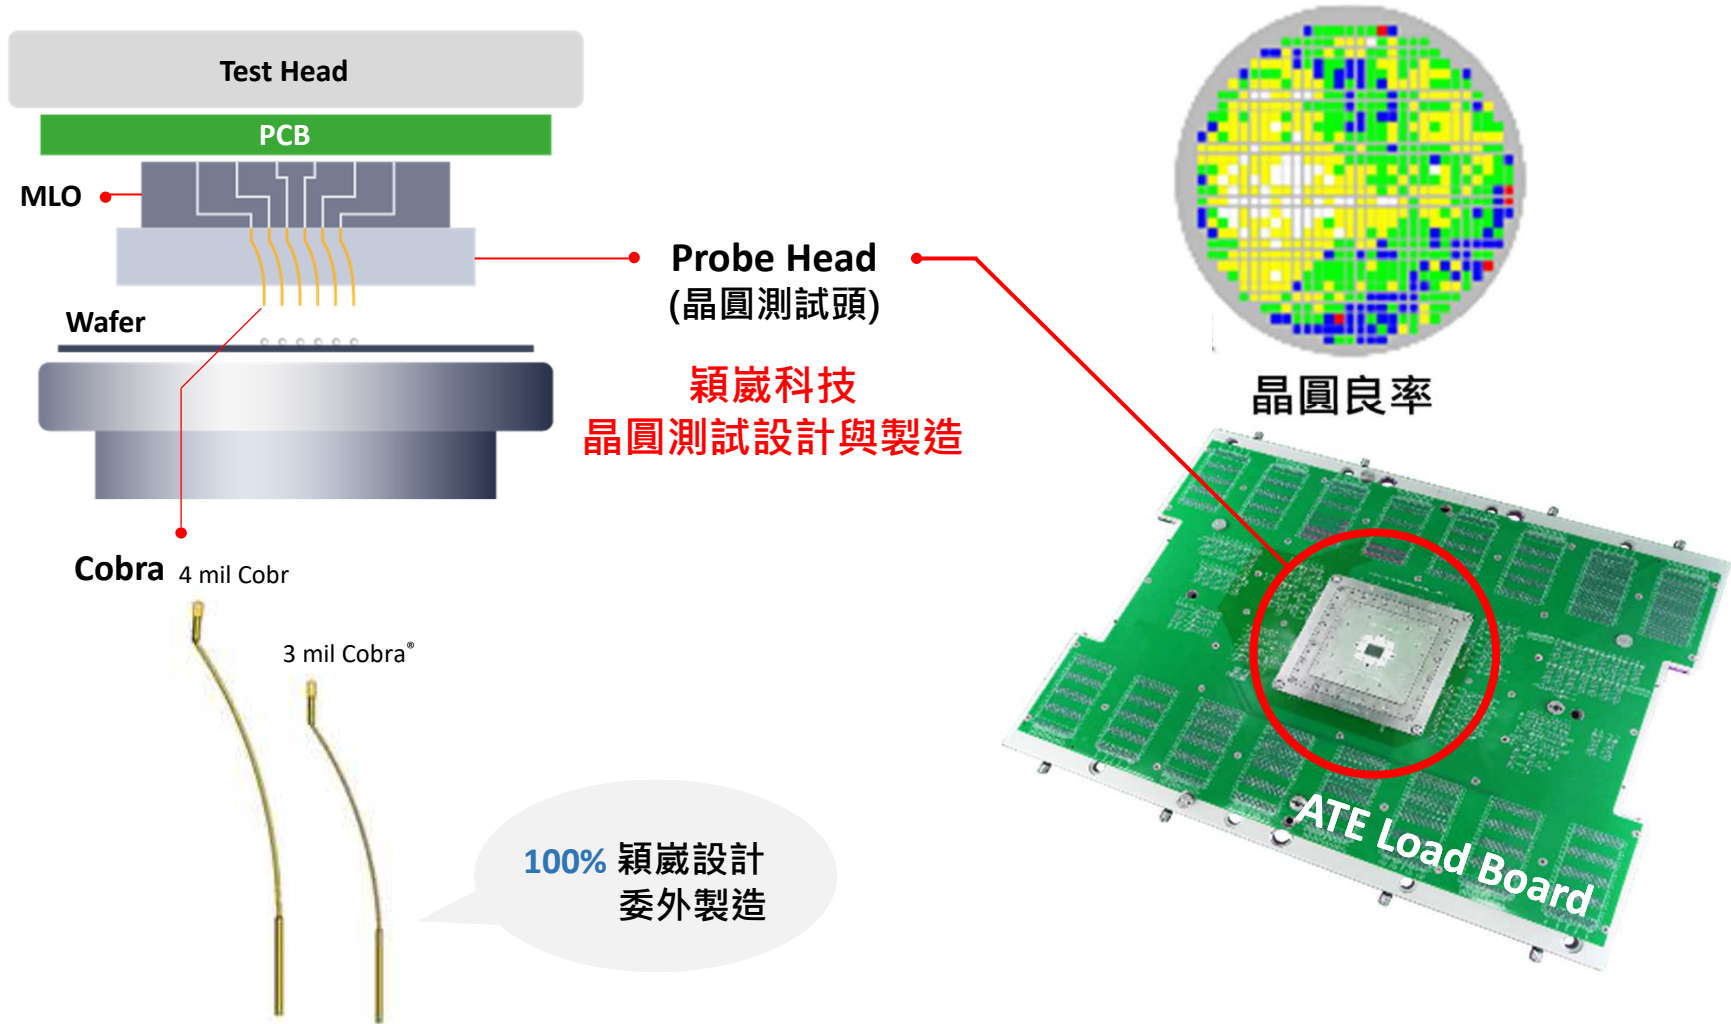 Test Head
PCB
MLO
Wafer
Probe Head
(晶圓測試頭)
穎崴科技
晶圓測試設計與製造
晶圓良率
Cobra 4 mil Cobr
3 mil Cobra®
100% 穎崴設計
委外製造
ATE Load Board